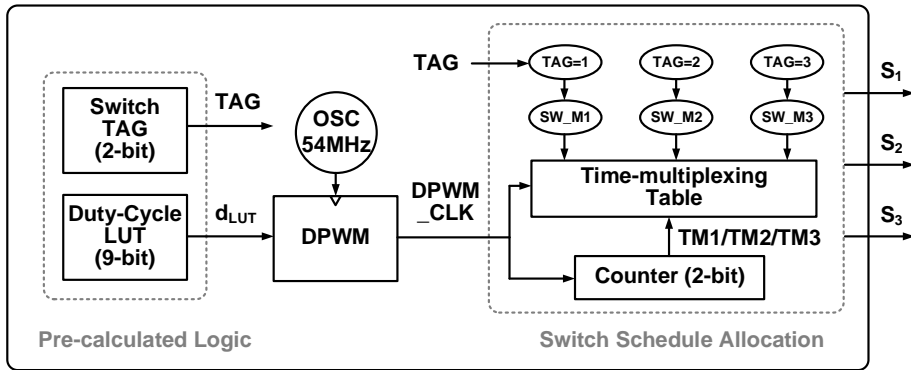 Switch
TAG
(2-bit)
TAG
Duty-Cycle
LUT
(9-bit)
dLUT
OSC
54MHz
DPWM
DPWM
_CLK
TAG
TAG=1
TAG=2
TAG=3
SW_M1
SW_M2
SW_M3
Time-multiplexing
Table
TM1/TM2/TM3
Counter (2-bit)
S1
S2
S3
Pre-calculated Logic
Switch Schedule Allocation